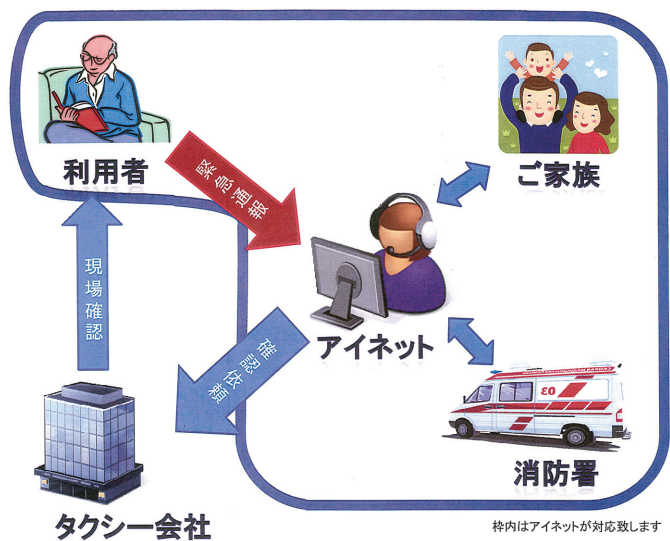 利用者
ご家族
緊急通報
現場確認
アイネット
確認依頼
消防署
タクシー会社
枠内はアイネットが対応致します